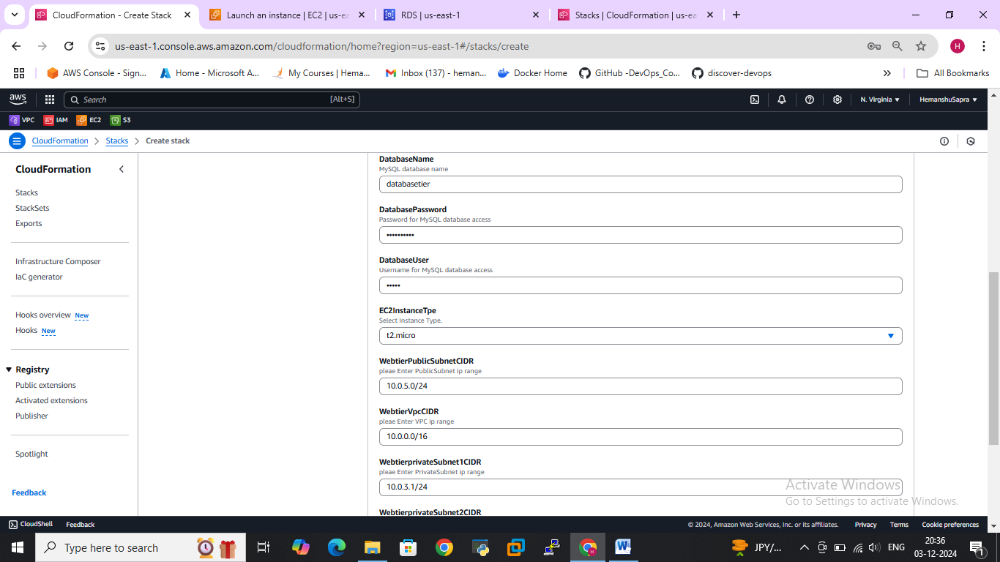 CloudFormation - Create Stack
Launch an instance | EC2 | us-ea
RDS | us-east-1
Stacks | CloudFormation | us-ea
us-east-1.console.aws.amazon.com/cloudformation/home?region=us-east-1#/stacks/create
H
AWS Console - Sign...
Home - Microsoft A...
My Courses | Hema...
Inbox (137) - heman...
Docker Home
GitHub -DevOps_Co...
discover-devops
All Bookmarks
aws
Search
[Alt+S]
N. Virginia
HemanshuSapra
VPC
IAM
EC2
S3
CloudFormation
Stacks
Create stack
CloudFormation
Stacks
StackSets
Exports
Infrastructure Composer
IaC generator
Hooks overview New
Hooks New
Registry
Public extensions
Activated extensions
Publisher
Spotlight
Feedback
DatabaseName
MySQL database name
databasetier
DatabasePassword
Password for MySQL database access
••••••••••
DatabaseUser
Username for MySQL database access
•••••
EC2InstanceTpe
Select Instance Type.
t2.micro
WebtierPublicSubnetCIDR
pleae Enter PublicSubnet ip range
10.0.5.0/24
WebtierVpcCIDR
pleae Enter VPC ip range
10.0.0.0/16
WebtierprivateSubnet1CIDR
pleae Enter PrivateSubnet ip range
10.0.3.1/24
WebtierprivateSubnet2CIDR
Activate Windows
Go to Settings to activate Windows.
CloudShell
Feedback
© 2024, Amazon Web Services, Inc. or its affiliates.
Privacy
Terms
Cookie preferences
Type here to search
JPY/...
ENG
20:36
03-12-2024
1